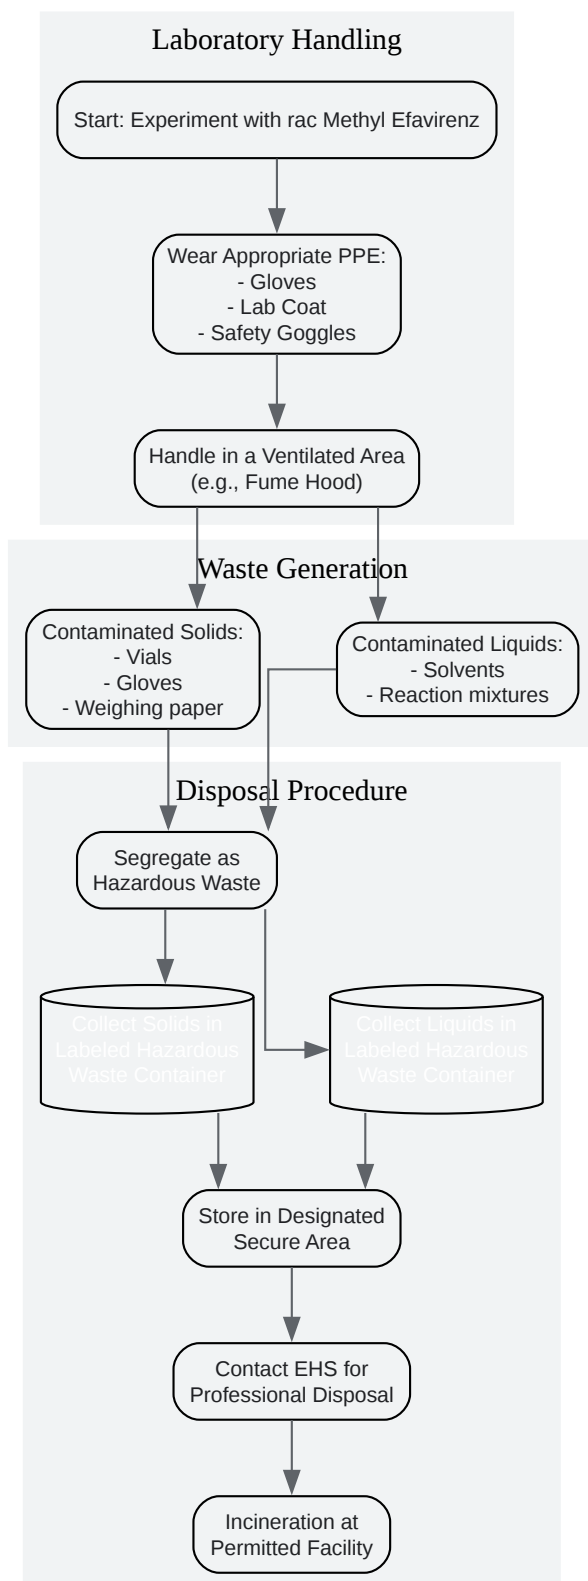 Laboratory Handling
Start: Experiment with rac Methyl Efavirenz
Wear Appropriate PPE:
- Gloves
- Lab Coat
- Safety Goggles
Handle in a Ventilated Area
(e.g., Fume Hood)
Waste Generation
Contaminated Solids:
- Vials
- Gloves
- Weighing paper
Contaminated Liquids:
- Solvents
- Reaction mixtures
Disposal Procedure
Segregate as
Hazardous Waste
Collect Solids in
Labeled Hazardous
Waste Container
Collect Liquids in
Labeled Hazardous
Waste Container
Store in Designated
Secure Area
Contact EHS for
Professional Disposal
Incineration at
Permitted Facility